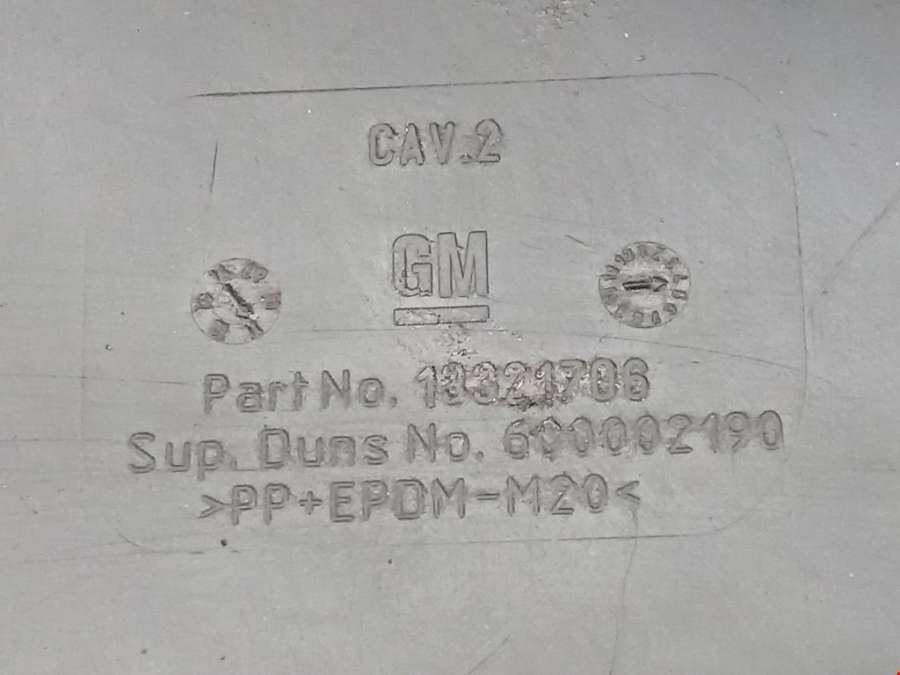 CAV.2
GM
Part No. 13321706
Sup. Duns No. 600002190
>PP+EPDM-M20<